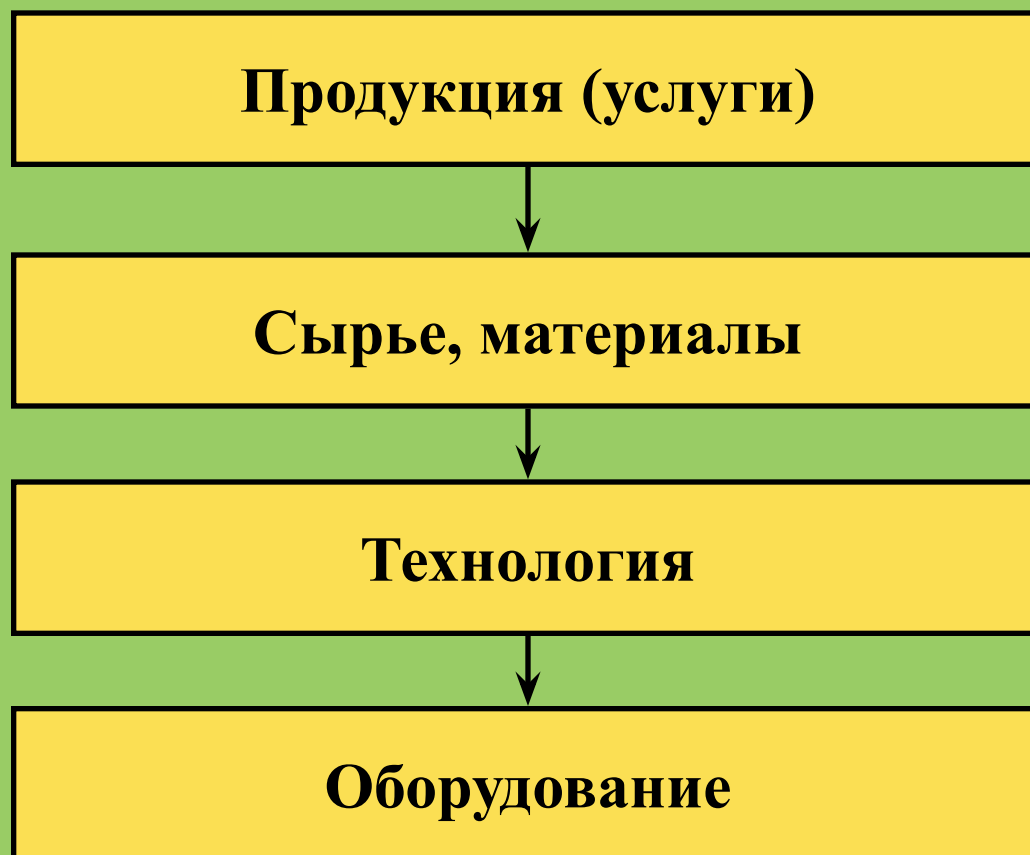 Продукция (услуги)
Сырье, материалы
Технология
Оборудование